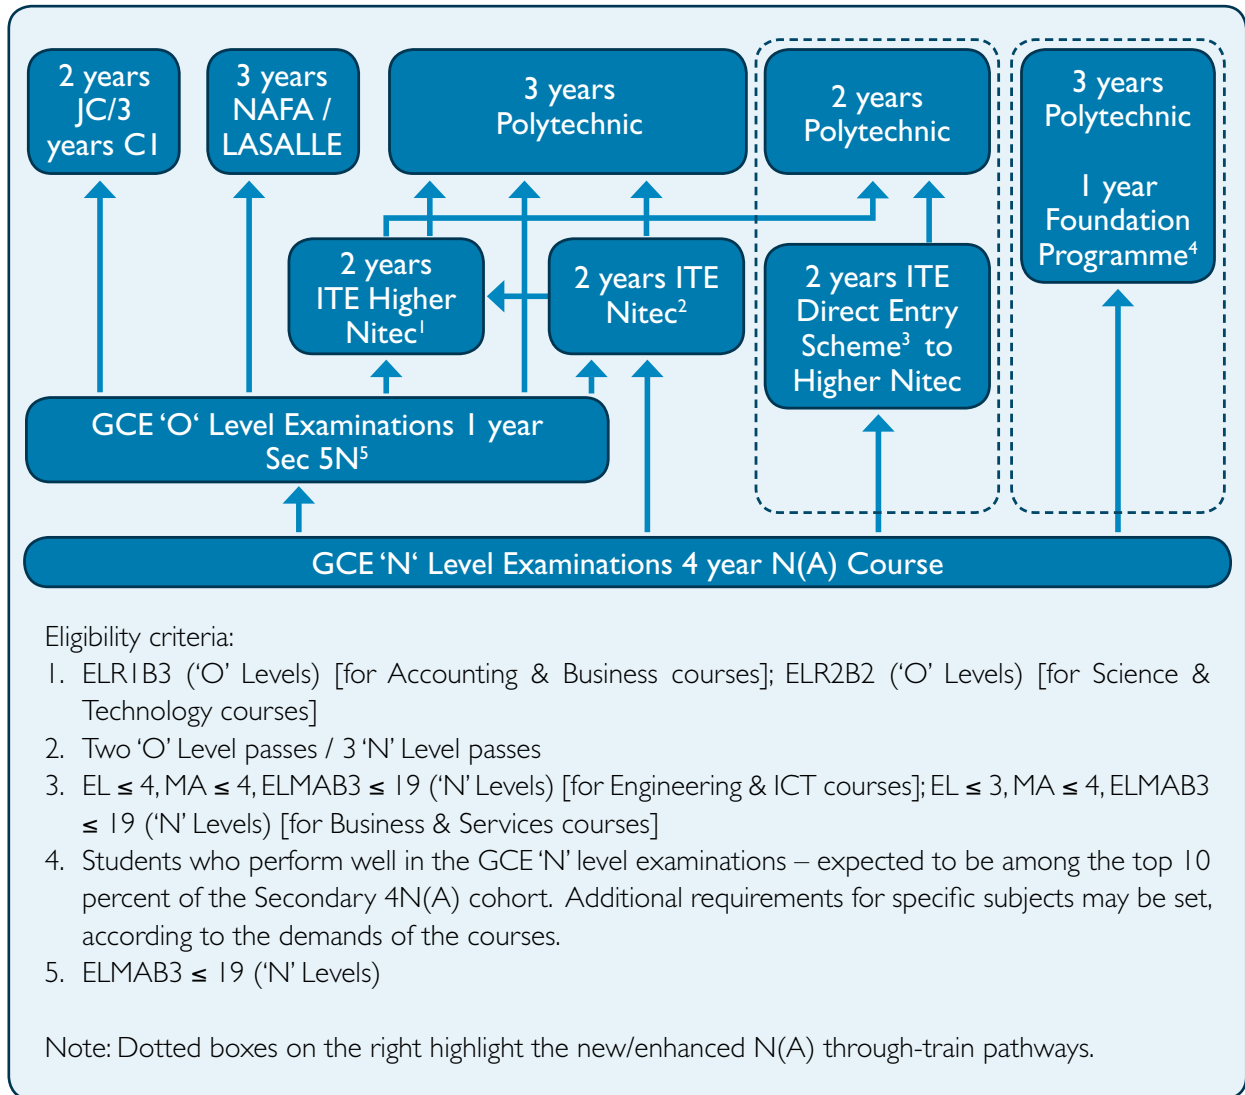 2 years
JC/3
years C1
3 years
NAFA /
LASALLE
3 years
Polytechnic
2 years
Polytechnic
3 years
Polytechnic
1 year
Foundation
Programme4
2 years
ITE Higher
Nitec1
2 years ITE
Nitec2
2 years ITE
Direct Entry
Scheme3 to
Higher Nitec
GCE ‘O‘ Level Examinations 1 year
Sec 5N5
GCE ‘N‘ Level Examinations 4 year N(A) Course
Eligibility criteria:
1. ELR1B3 (‘O’ Levels) [for Accounting & Business courses]; ELR2B2 (‘O’ Levels) [for Science &
Technology courses]
2. Two ‘O’ Level passes / 3 ‘N’ Level passes
3. EL ≤ 4, MA ≤ 4, ELMAB3 ≤ 19 (‘N’ Levels) [for Engineering & ICT courses]; EL ≤ 3, MA ≤ 4, ELMAB3
≤ 19 (‘N’ Levels) [for Business & Services courses]
4. Students who perform well in the GCE ‘N’ level examinations – expected to be among the top 10
percent of the Secondary 4N(A) cohort. Additional requirements for specific subjects may be set,
according to the demands of the courses.
5. ELMAB3 ≤ 19 (‘N’ Levels)
Note: Dotted boxes on the right highlight the new/enhanced N(A) through-train pathways.